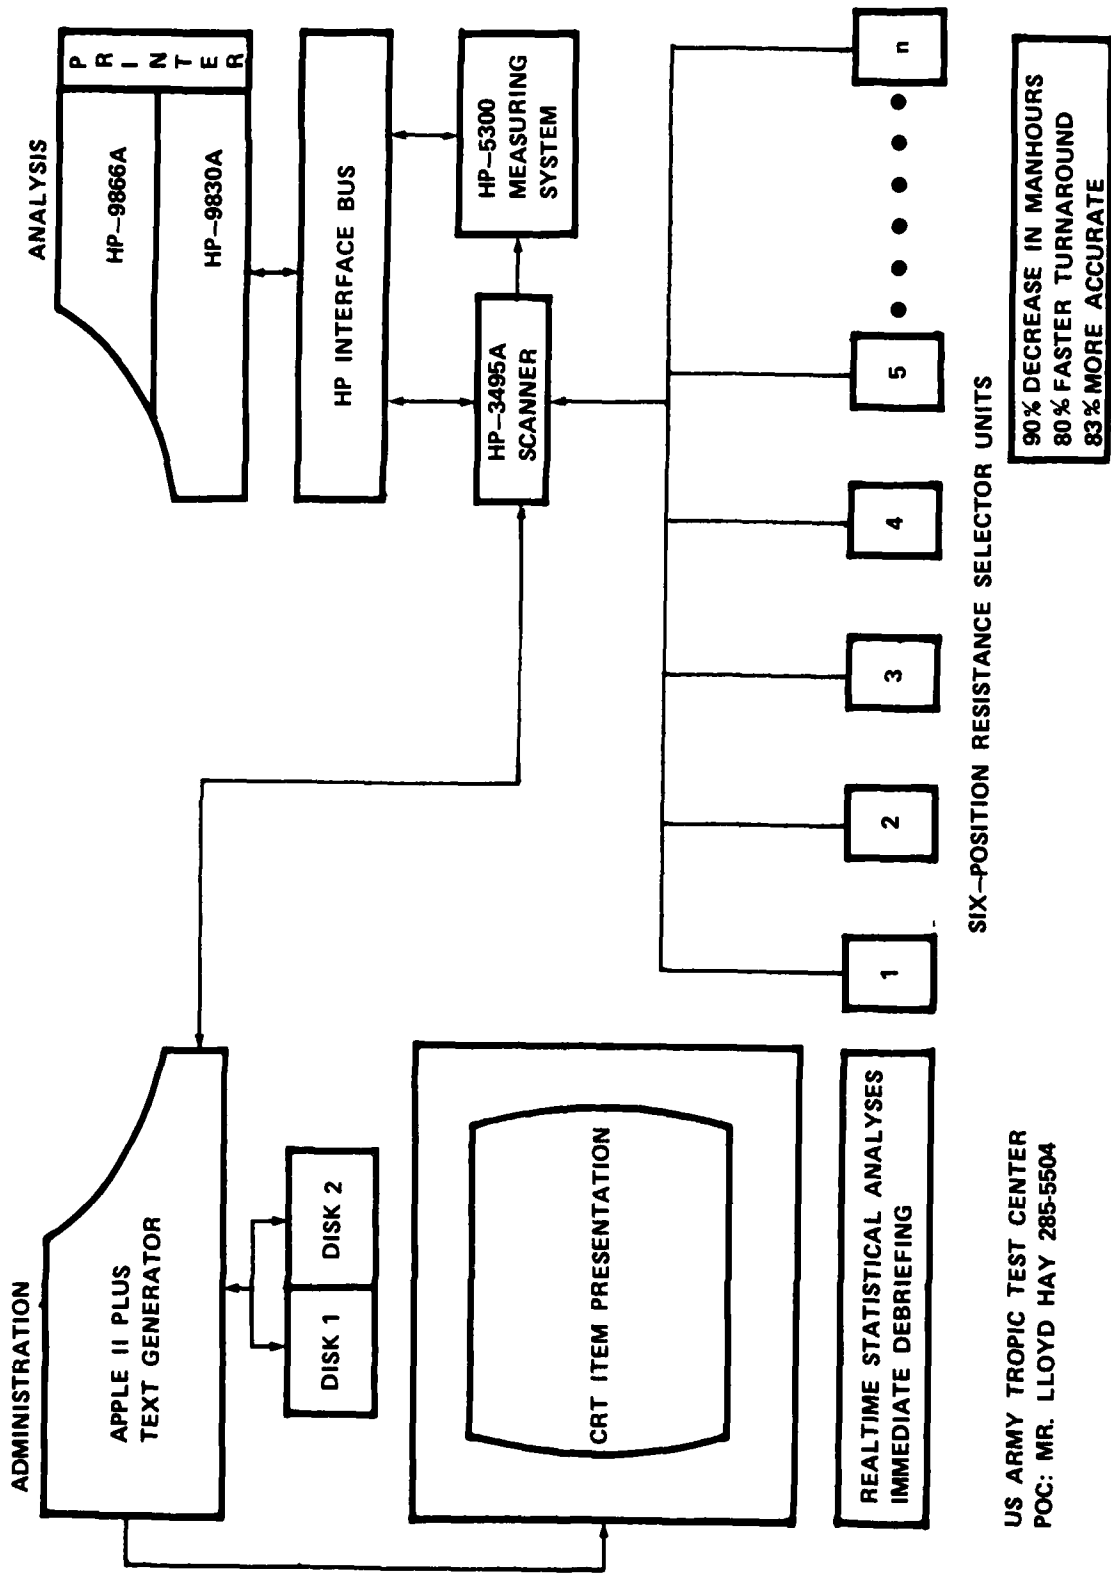 ADMINISTRATION
APPLE II PLUS
TEXT GENERATOR
DISK 1
DISK 2
CRT ITEM PRESENTATION
REALTIME STATISTICAL ANALYSES
IMMEDIATE DEBRIEFING
US ARMY TROPIC TEST CENTER
POC: MR. LLOYD HAY 285-5504
ANALYSIS
HP-9866A
HP-9830A
PRINTER
HP INTERFACE BUS
HP-3495A
SCANNER
HP-5300
MEASURING
SYSTEM
1
2
3
4
5
n
SIX-POSITION RESISTANCE SELECTOR UNITS
90% DECREASE IN MANHOURS
80% FASTER TURNAROUND
83% MORE ACCURATE